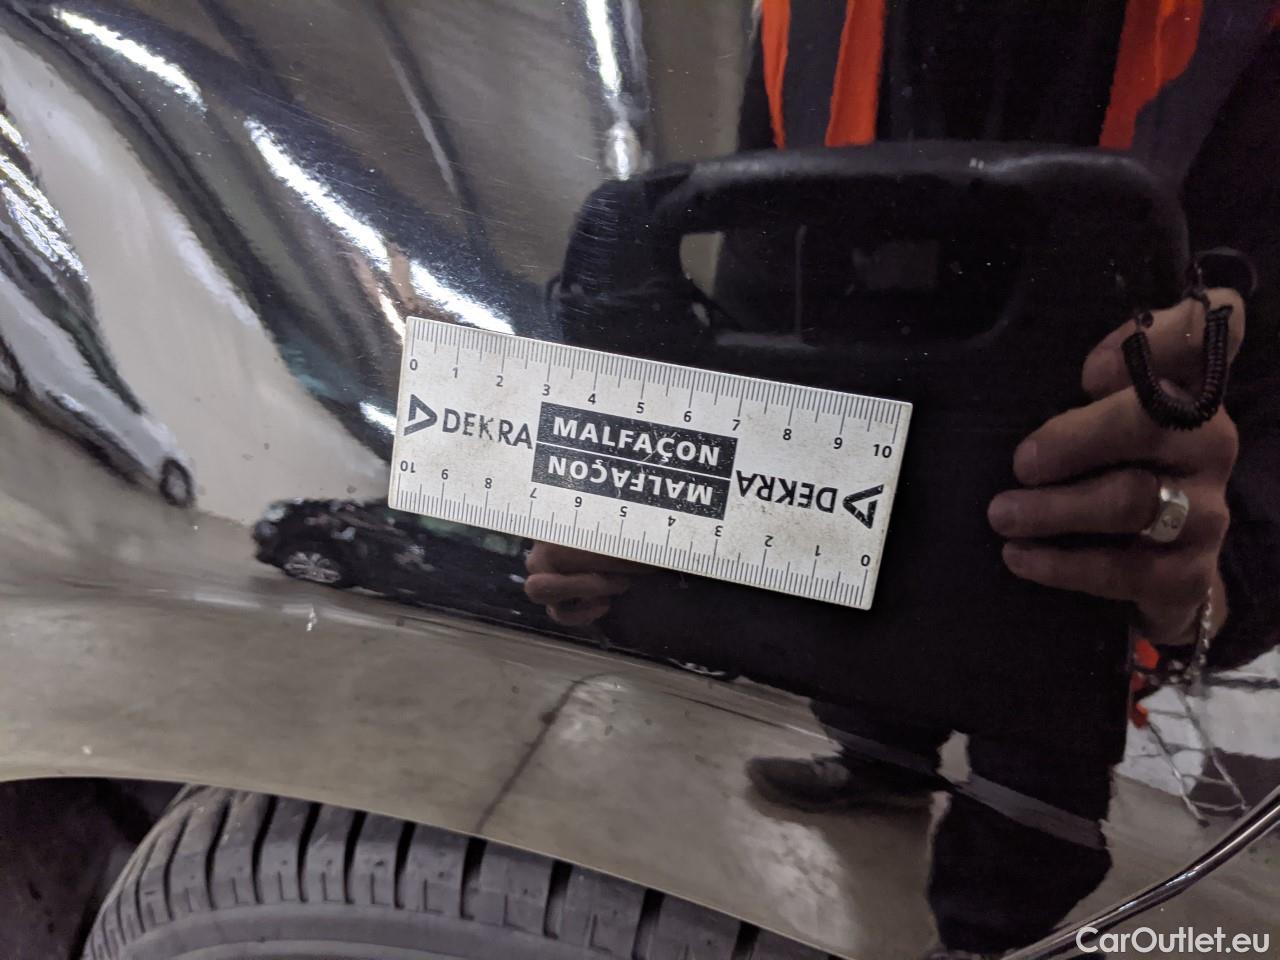 0 1 2 3 4 5 6 7 8 9 10
DEKRA MALFAÇON
MALFAÇON DEKRA
10 9 8 7 6 5 4 3 2 1 0
CarOutlet.eu